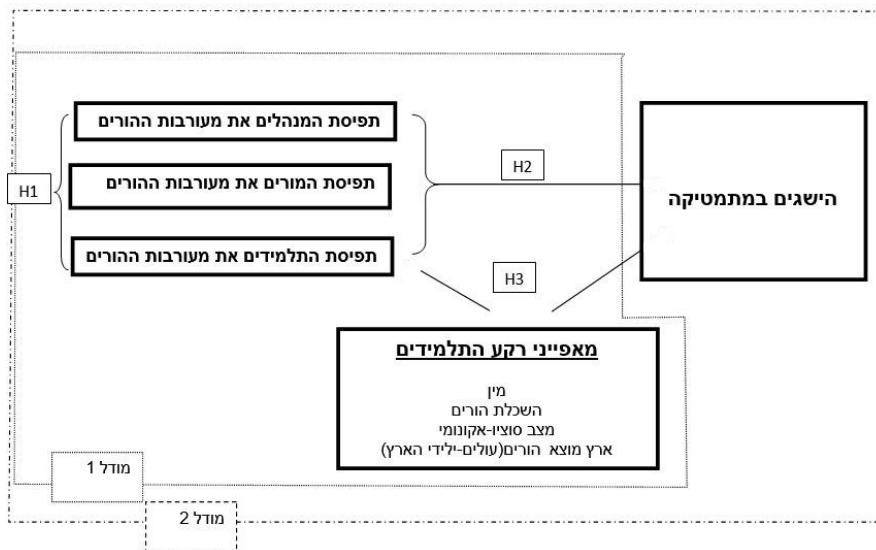 תפיסת המנהלים את מעורבות ההורים
H1
תפיסת המורים את מעורבות ההורים
H2
הישגים במתמטיקה
תפיסת התלמידים את מעורבות ההורים
H3
מאפייני רקע התלמידים
מין
השכלת הורים
מצב סוציו-אקונומי
ארץ מוצא הורים(עולים-ילידי הארץ)
מודל 1
מודל 2